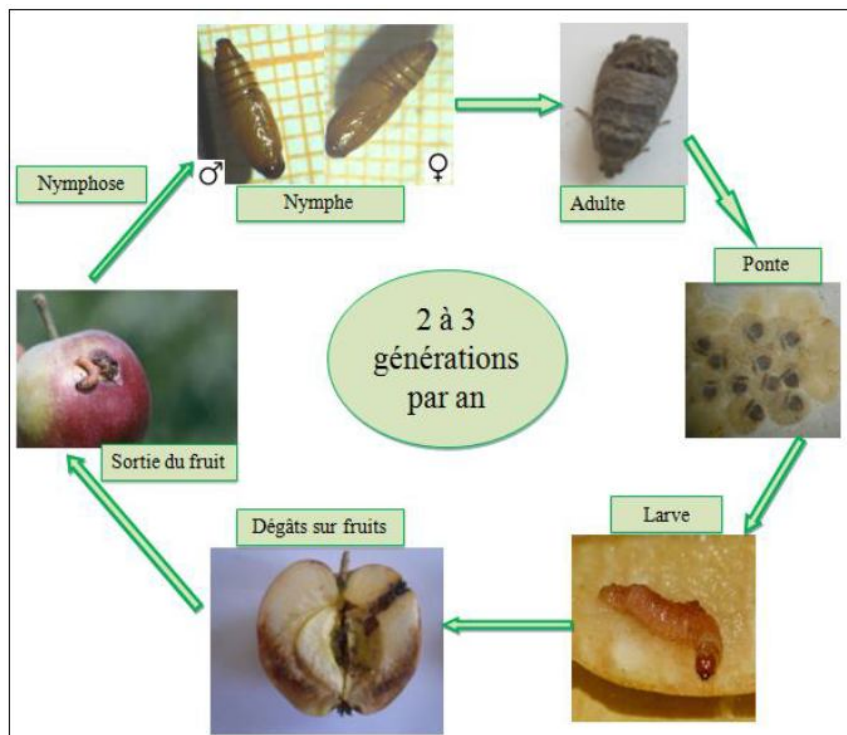 ♂
♀
Nymphose
Nymphe
Adulte
Ponte
2 à 3
générations
par an
Sortie du fruit
Dégâts sur fruits
Larve